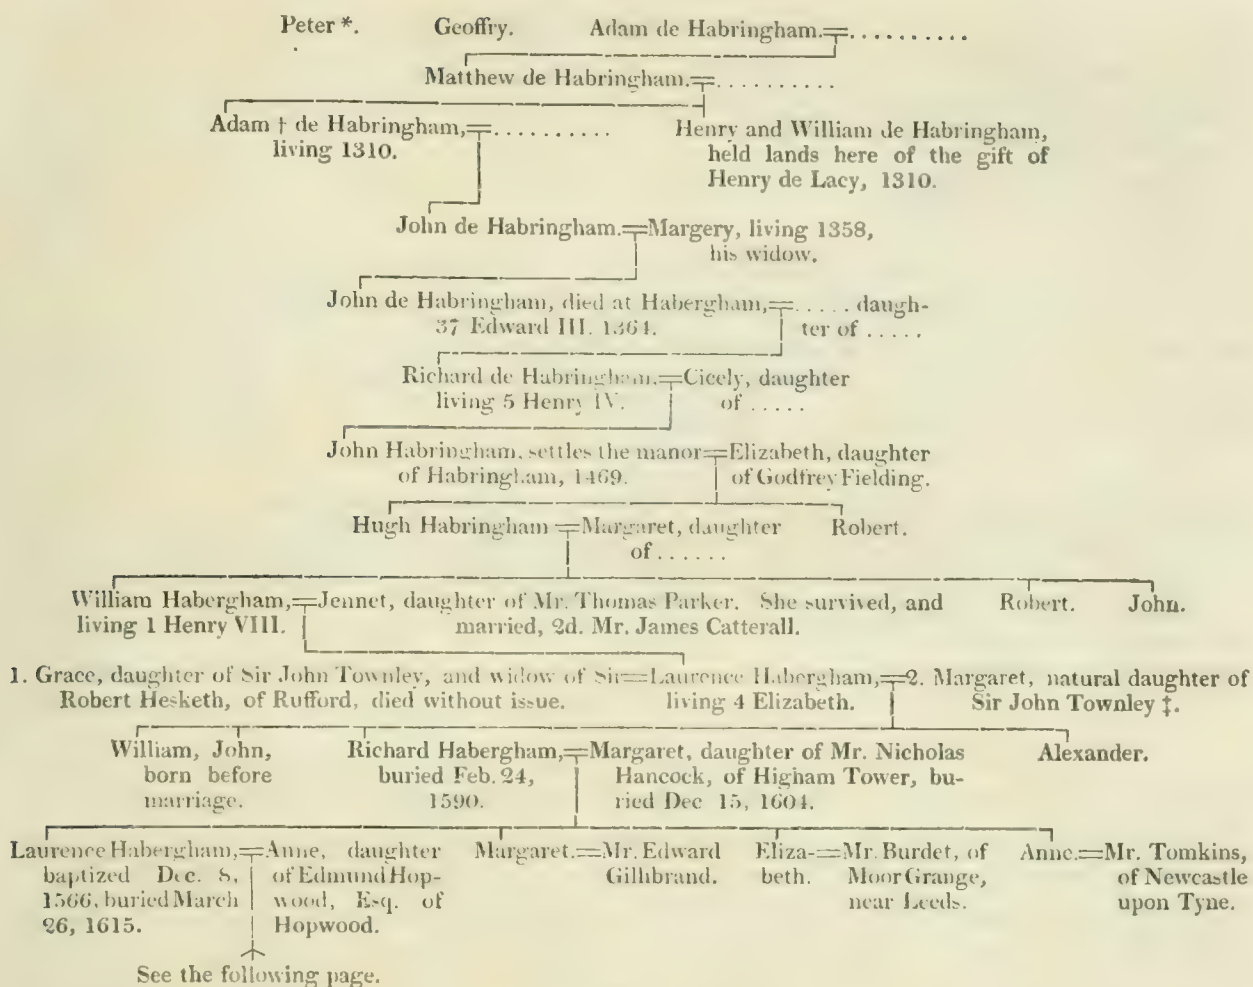 Peter *. Geoffry. Adam de Habringham.=..........
Matthew de Habringham.=..........
Adam † de Habringham,=..........
living 1310.
Henry and William de Habringham,
held lands here of the gift of
Henry de Lacy, 1310.
John de Habringham.=Margery, living 1358,
his widow.
John de Habringham, died at Habergham,=..... daugh-
37 Edward III. 1364. ter of .....
Richard de Habringham.=Cicely, daughter
living 5 Henry IV. of .....
John Habringham, settles the manor=Elizabeth, daughter
of Habringham, 1469. of Godfrey Fielding.
Hugh Habringham=Margaret, daughter Robert.
of ......
William Habergham,=Jennet, daughter of Mr. Thomas Parker. She survived, and Robert. John.
living 1 Henry VIII. married, 2d. Mr. James Catterall.
1. Grace, daughter of Sir John Townley, and widow of Sir=Laurence Habergham,=2. Margaret, natural daughter of
Robert Hesketh, of Rufford, died without issue. living 4 Elizabeth. Sir John Townley ‡.
William, John,
born before
marriage.
Richard Habergham,=Margaret, daughter of Mr. Nicholas
buried Feb. 24, Hancock, of Higham Tower, bu-
1590. ried Dec 15, 1604.
Alexander.
Laurence Habergham,=Anne, daughter
baptized Dec. 8, of Edmund Hop-
1566, buried March wood, Esq. of
26, 1615. Hopwood.
Margaret.=Mr. Edward
Gillibrand.
Eliza-=Mr. Burdet, of
beth. Moor Grange,
near Leeds.
Anne.=Mr. Tomkins,
of Newcastle
upon Tyne.
See the following page.